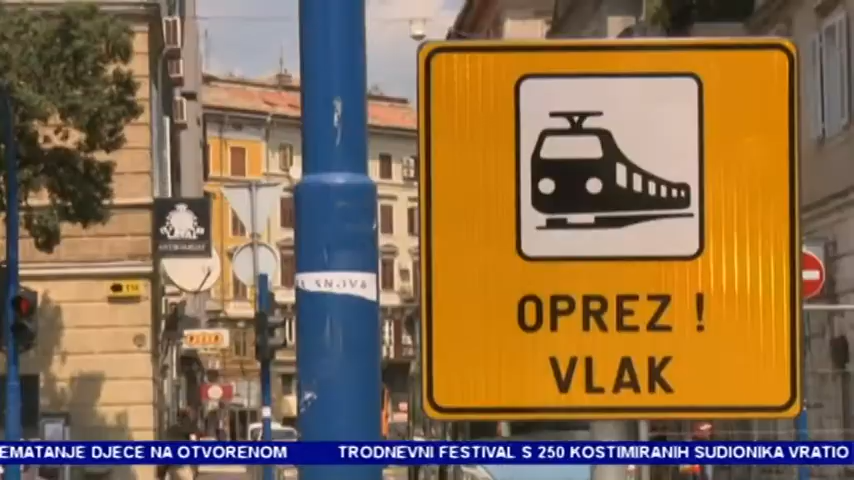 OPREZ !
VLAK
EMATANJE DJECE NA OTVORENOM TRODNEVNI FESTIVAL S 250 KOSTIMIRANIH SUDIONIKA VRATIO